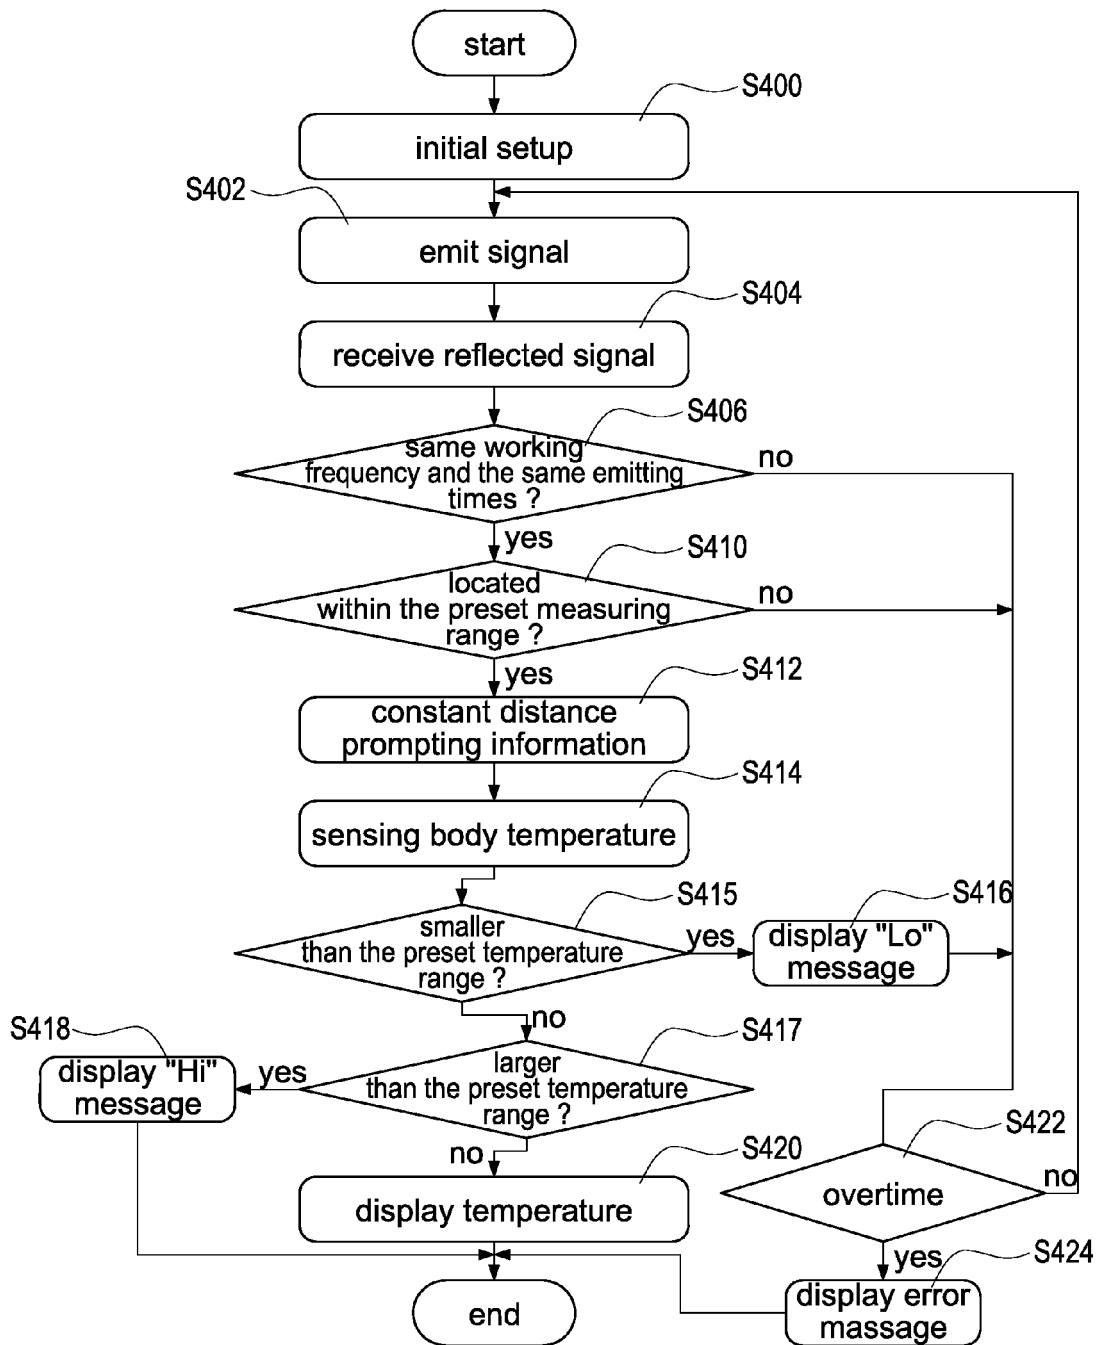 start
S400
initial setup
S402
emit signal
S404
receive reflected signal
S406
same working
frequency and the same emitting
times ?
no
yes
S410
located
within the preset measuring
range ?
no
yes
S412
constant distance
prompting information
S414
sensing body temperature
S415
smaller
than the preset temperature
range ?
yes
S416
display "Lo"
message
no
S417
larger
than the preset temperature
range ?
yes
S418
display "Hi"
message
no
S420
display temperature
S422
overtime
no
yes
S424
display error
massage
end